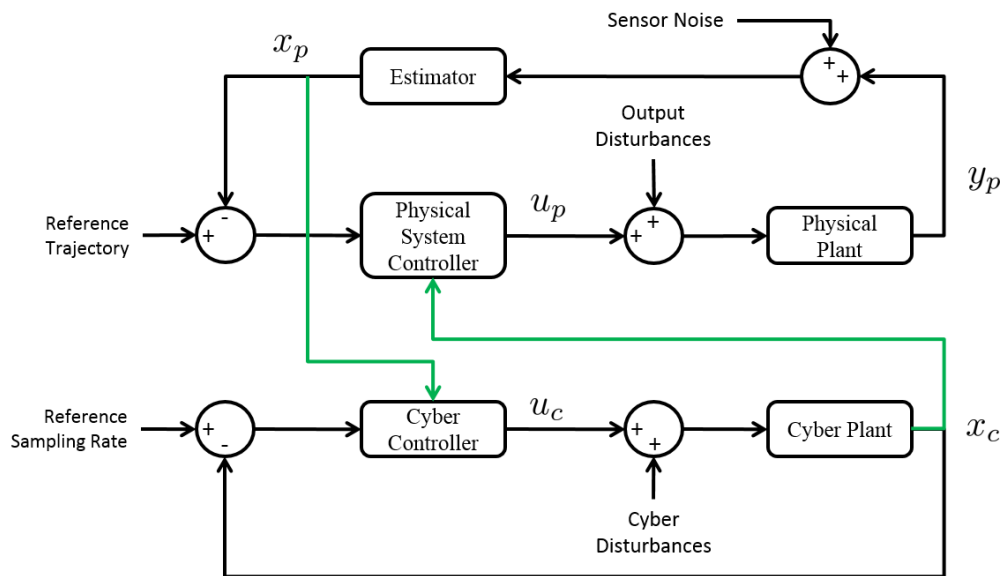 Sensor Noise
x_p
Estimator
+
+
Output
Disturbances
y_p
Reference
Trajectory
+
-
Physical
System
Controller
u_p
+
+
Physical
Plant
Reference
Sampling Rate
+
-
Cyber
Controller
u_c
+
+
Cyber Plant
x_c
Cyber
Disturbances